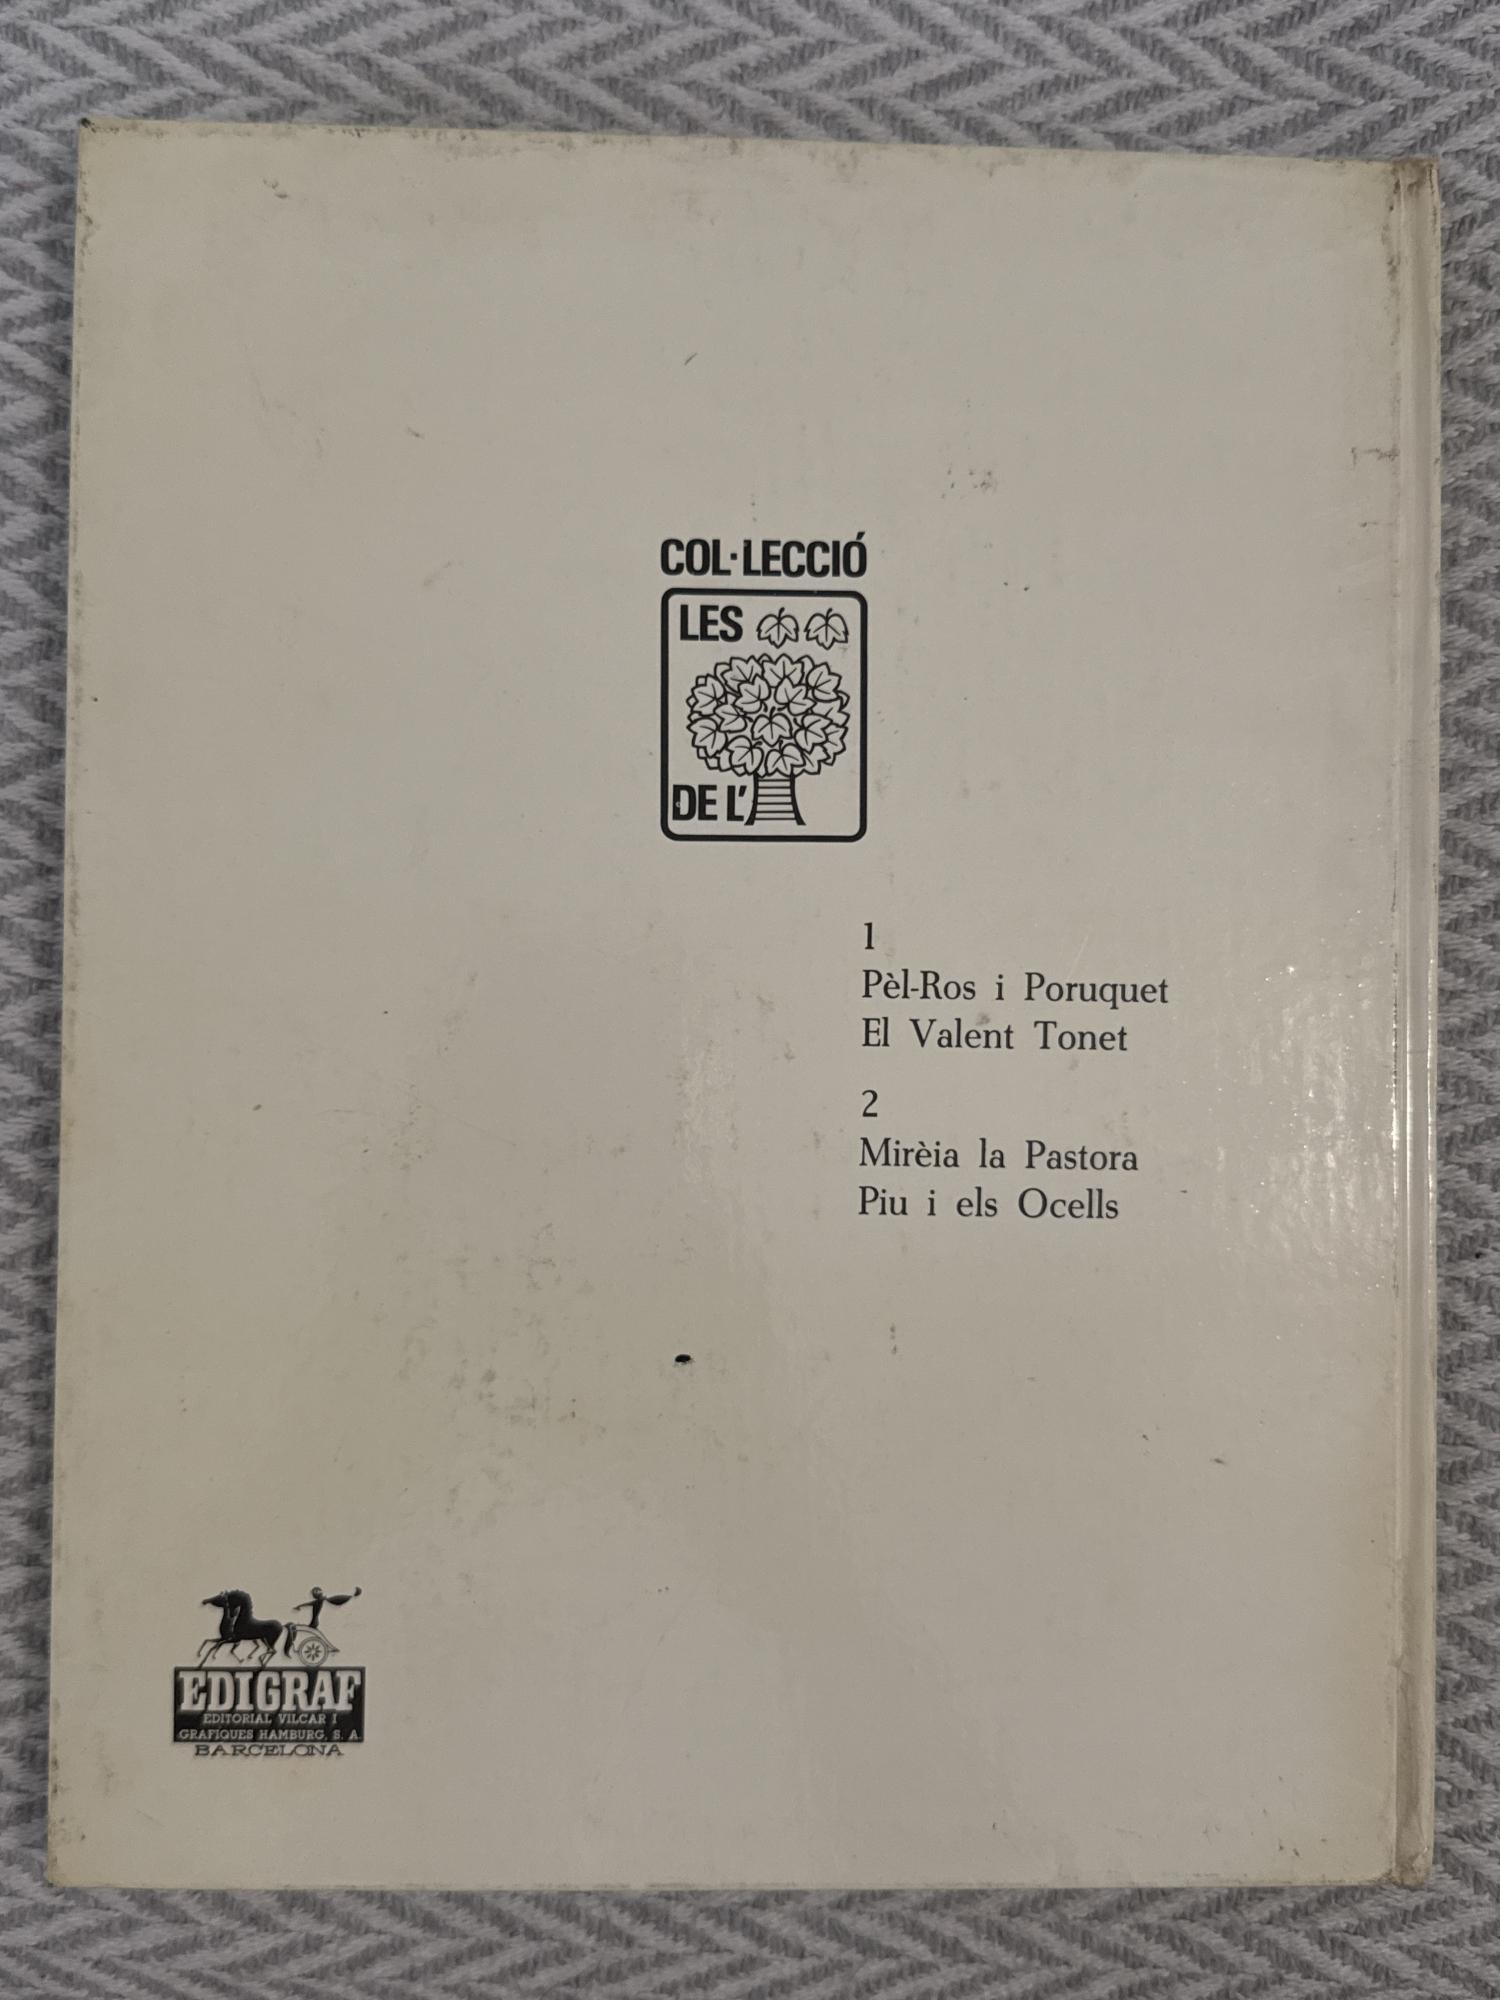 COL·LECCIÓ
LES
DE L'
1
Pèl-Ros i Poruquet
El Valent Tonet
2
Mirèia la Pastora
Piu i els Ocells
EDIGRAF
EDITORIAL VILCAR I
GRAFIQUES HAMBURG, S. A.
BARCELONA